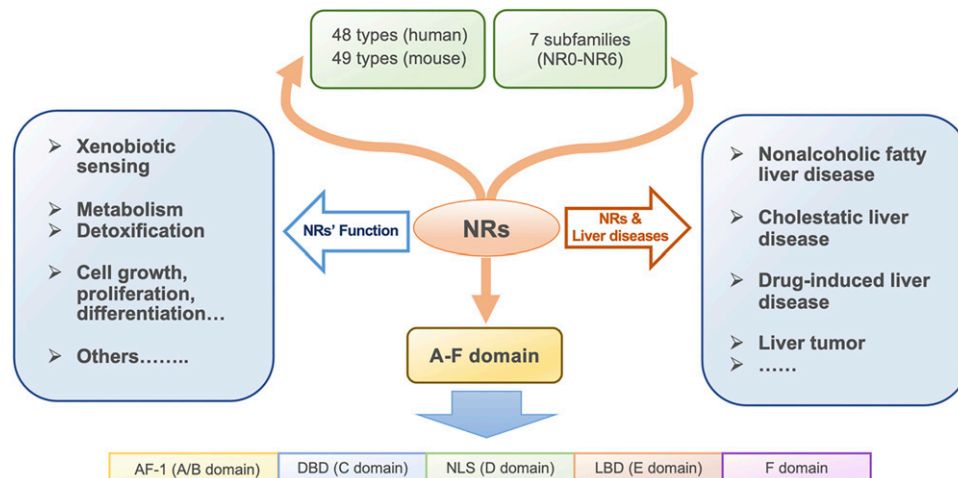 48 types (human)
49 types (mouse)
7 subfamilies
(NR0-NR6)
➢ Xenobiotic
sensing
➢ Metabolism
➢ Detoxification
➢ Cell growth,
proliferation,
differentiation…
➢ Others……..
NRs’ Function
NRs
NRs &
Liver diseases
➢ Nonalcoholic fatty
liver disease
➢ Cholestatic liver
disease
➢ Drug-induced liver
disease
➢ Liver tumor
➢ ……
A-F domain
AF-1 (A/B domain)
DBD (C domain)
NLS (D domain)
LBD (E domain)
F domain